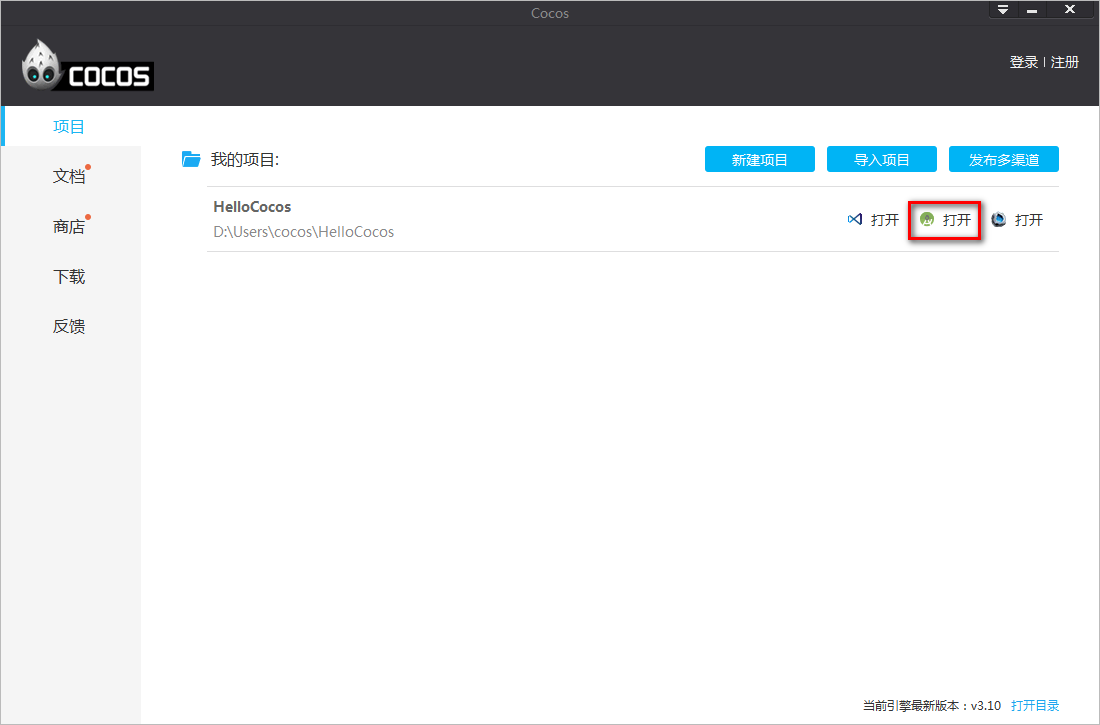 Cocos
COCOS
登录 | 注册
项目
文档
商店
下载
反馈
我的项目:
新建项目
导入项目
发布多渠道
HelloCocos
D:\Users\cocos\HelloCocos
打开 打开 打开
当前引擎最新版本：v3.10 打开目录